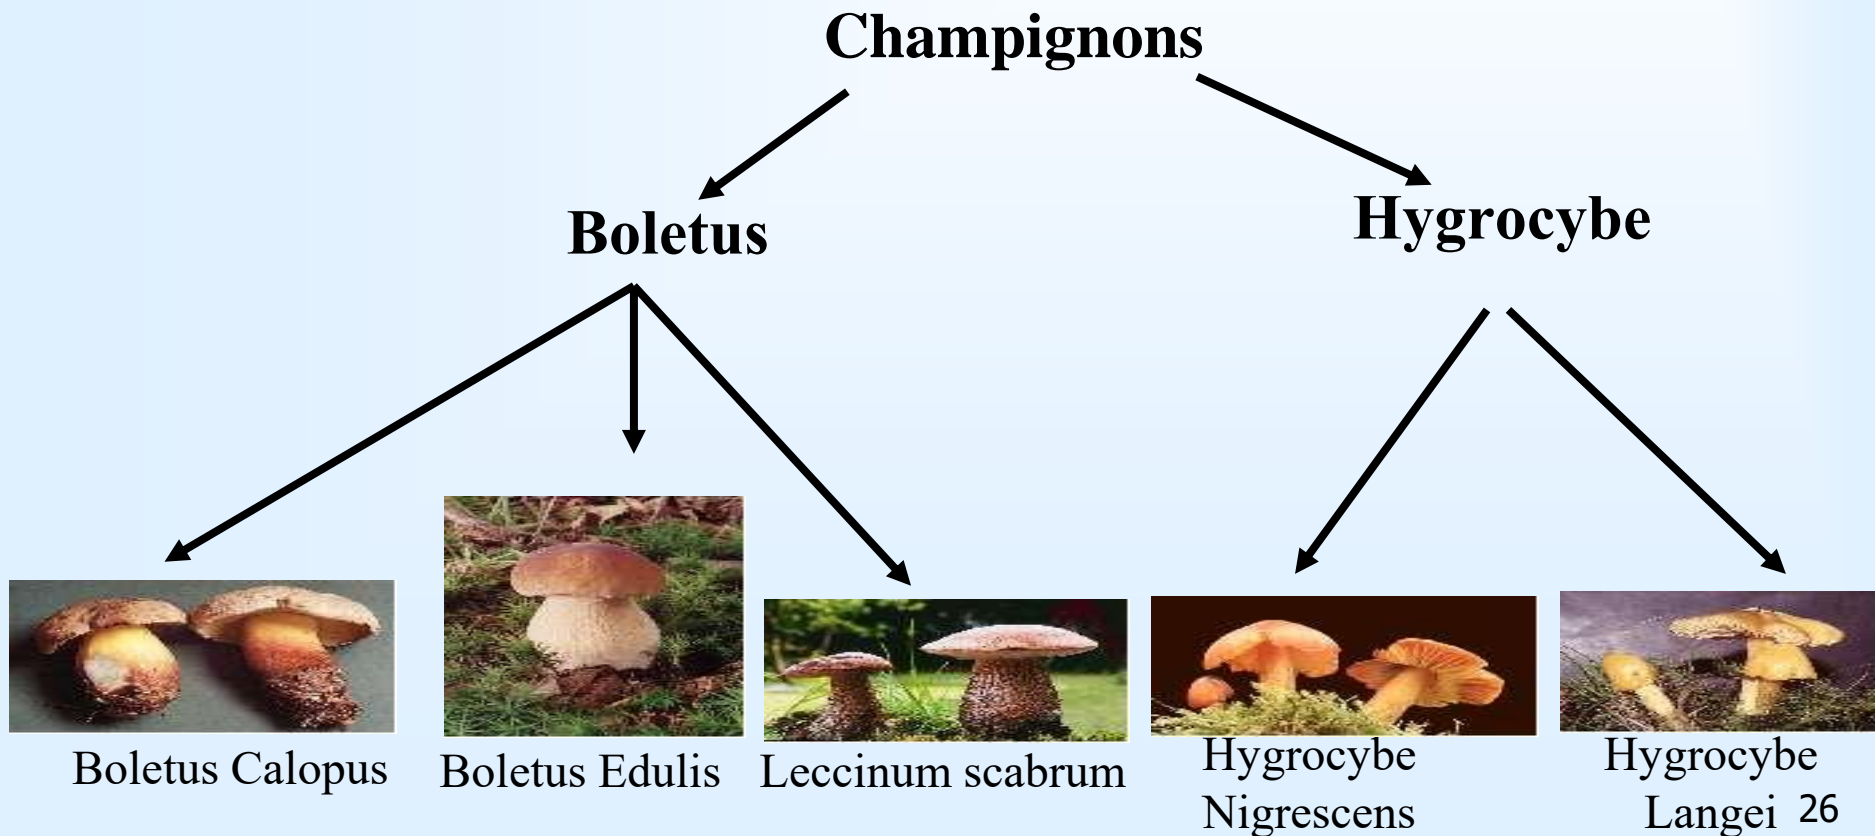 Champignons
Boletus
Hygrocybe
Boletus Calopus
Boletus Edulis
Leccinum scabrum
Hygrocybe
Nigrescens
Hygrocybe
Langei
26